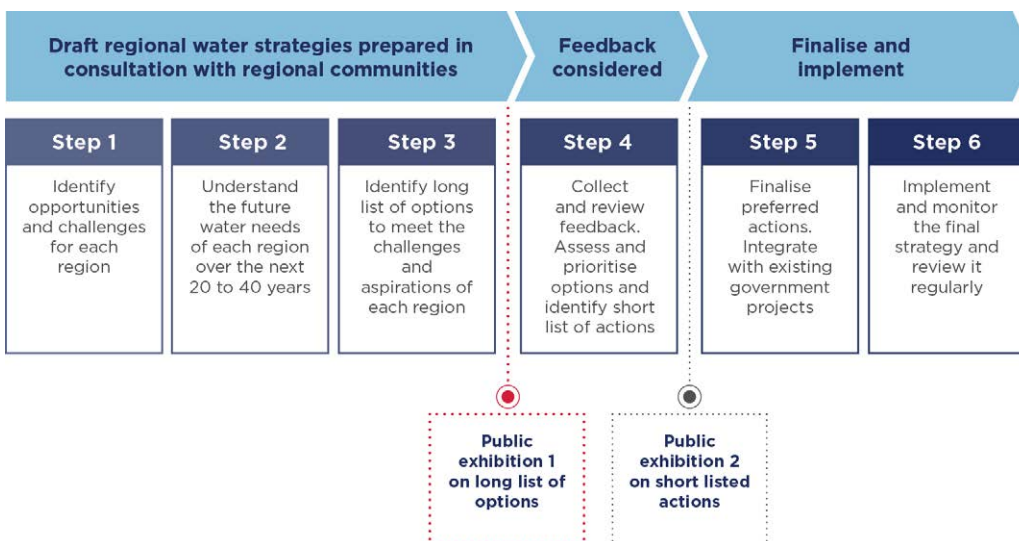 Draft regional water strategies prepared in
consultation with regional communities
Feedback
considered
Finalise and
implement
Step 1
Identify
opportunities
and challenges
for each
region
Step 2
Understand
the future
water needs
of each region
over the next
20 to 40 years
Step 3
Identify long
list of options
to meet the
challenges
and
aspirations of
each region
Step 4
Collect
and review
feedback.
Assess and
prioritise
options and
identify short
list of actions
Step 5
Finalise
preferred
actions.
Integrate
with existing
government
projects
Step 6
Implement
and monitor
the final
strategy and
review it
regularly
Public
exhibition 1
on long list of
options
Public
exhibition 2
on short listed
actions